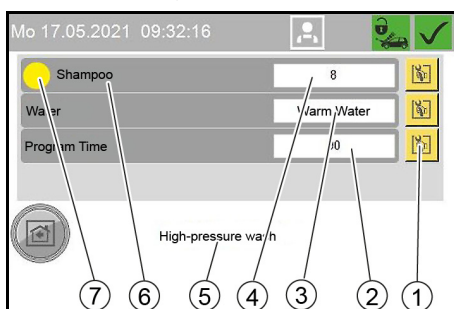 Mo 17.05.2021 09:32:16
Shampoo 8
Water Warm Water
Program Time
High-pressure wash
7 6 5 4 3 2 1